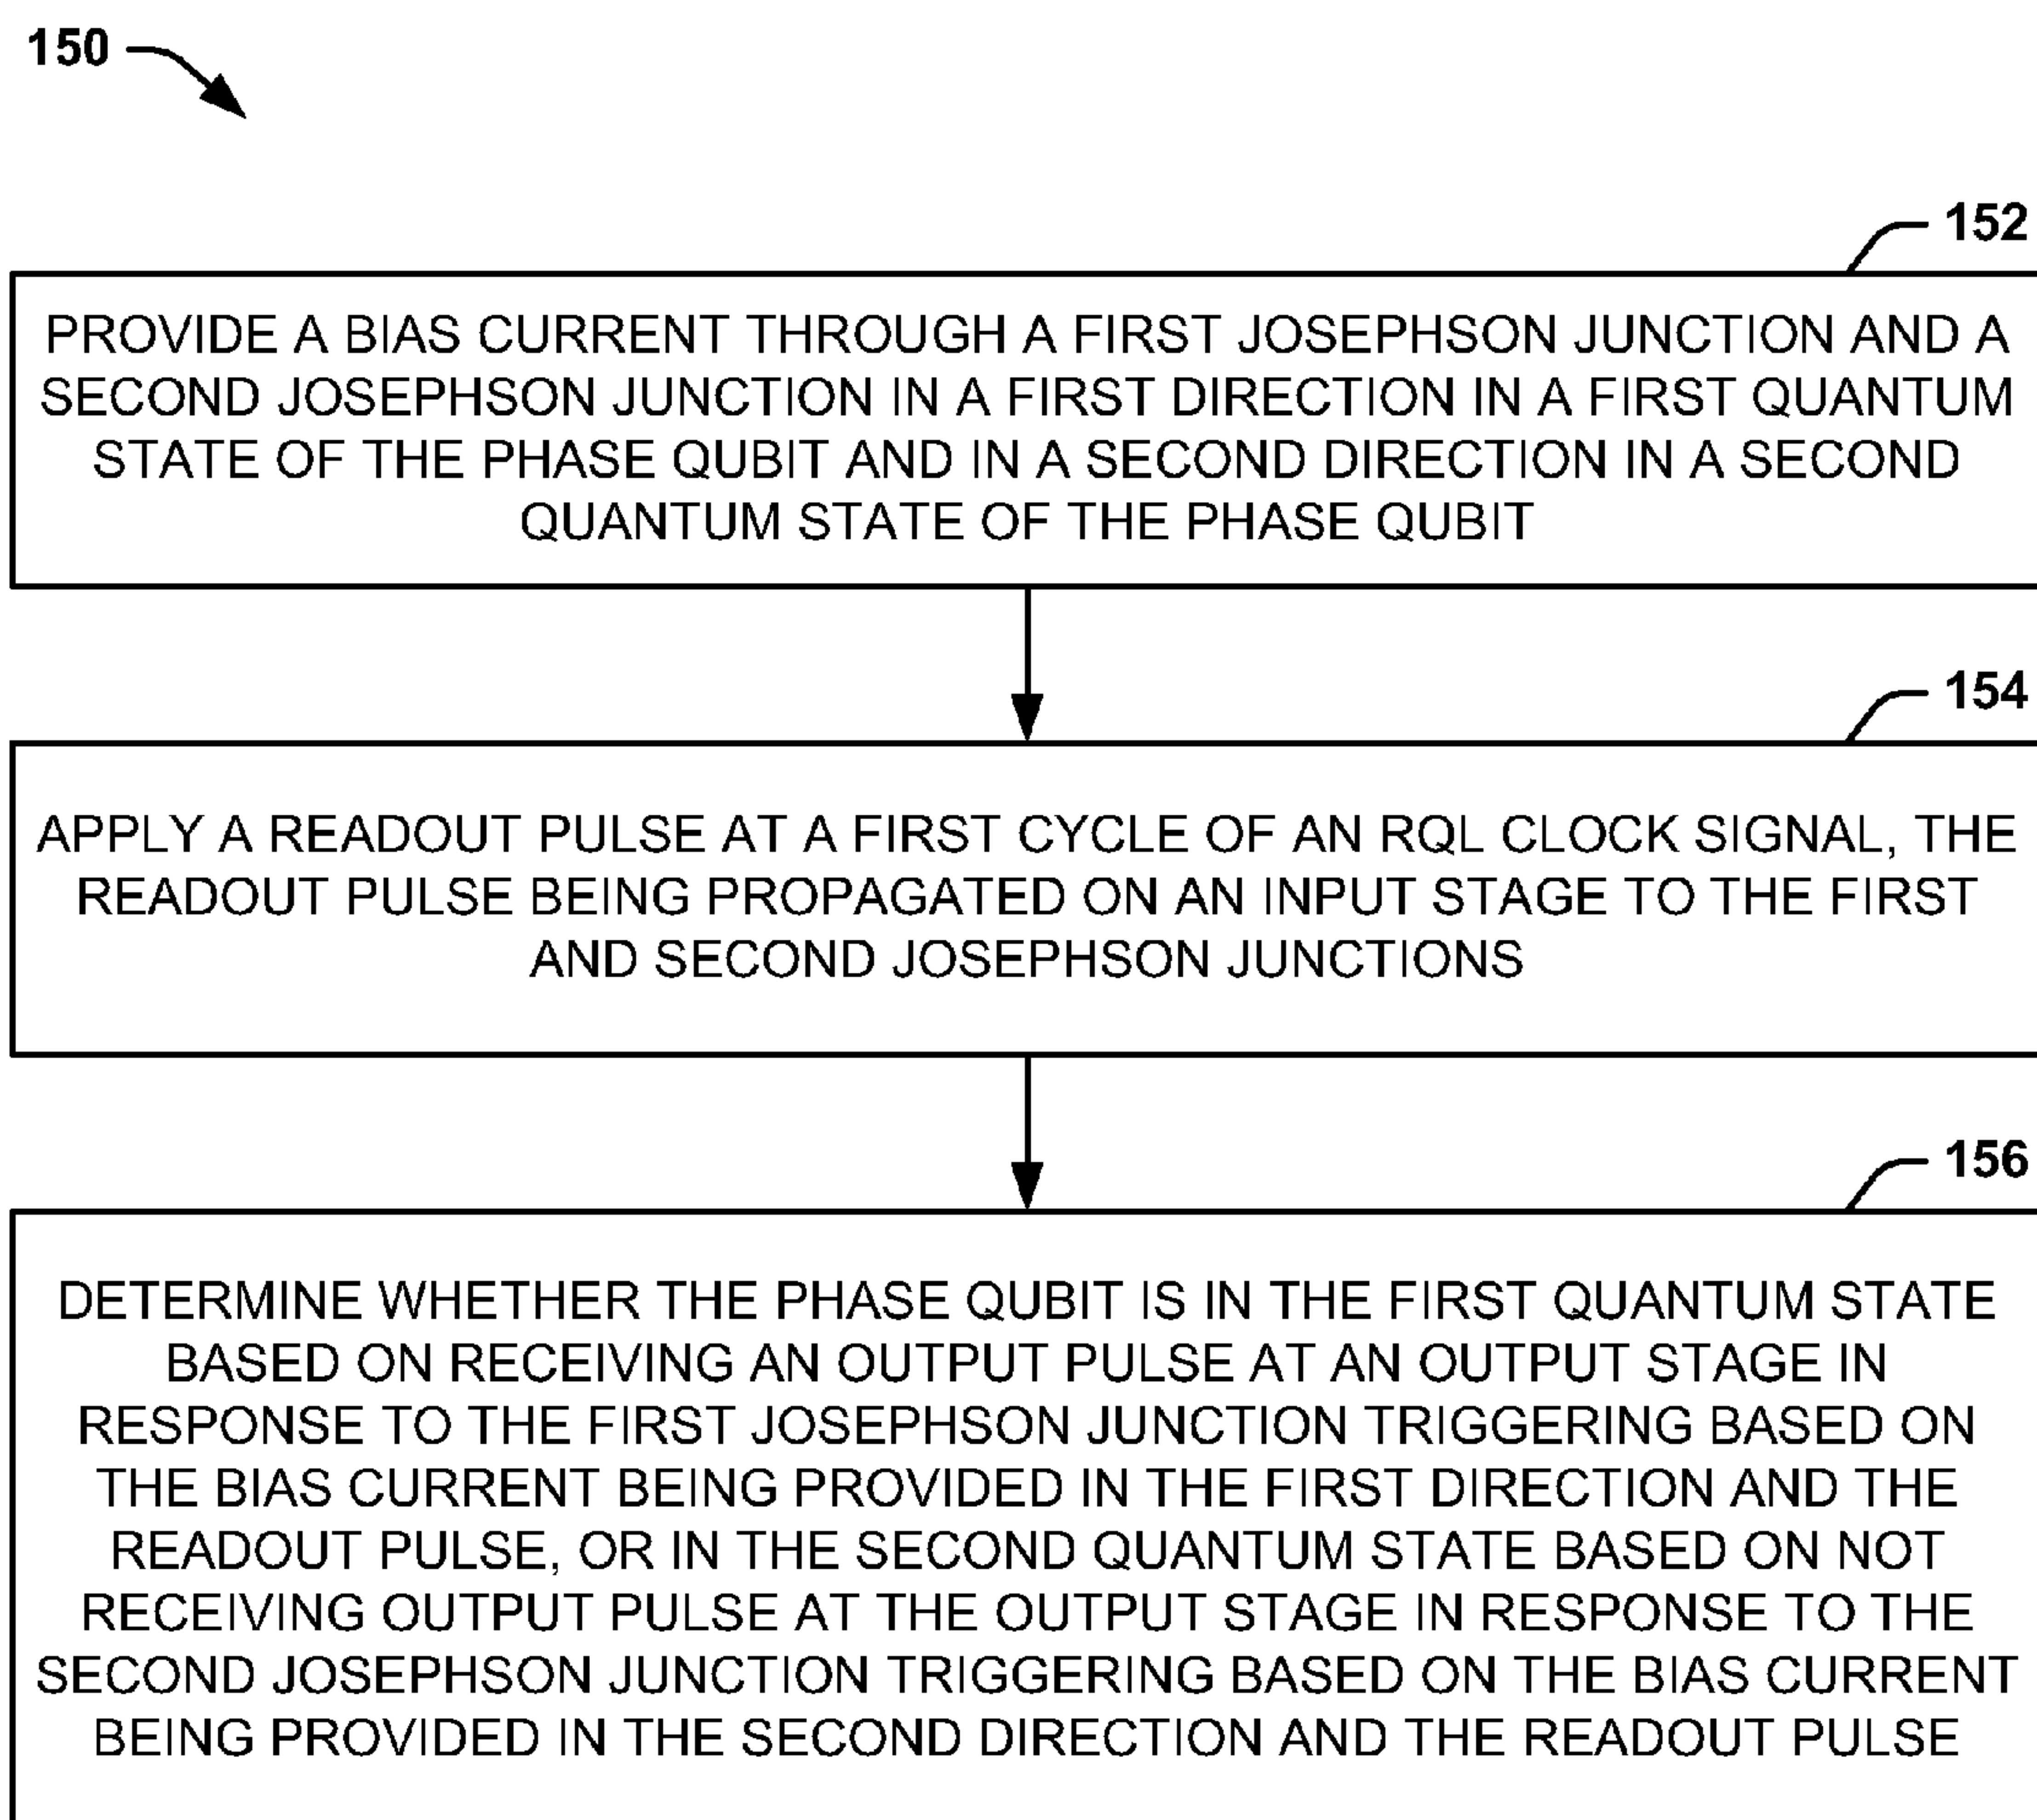 150
152
PROVIDE A BIAS CURRENT THROUGH A FIRST JOSEPHSON JUNCTION AND A
SECOND JOSEPHSON JUNCTION IN A FIRST DIRECTION IN A FIRST QUANTUM
STATE OF THE PHASE QUBIT AND IN A SECOND DIRECTION IN A SECOND
QUANTUM STATE OF THE PHASE QUBIT
154
APPLY A READOUT PULSE AT A FIRST CYCLE OF AN RQL CLOCK SIGNAL, THE
READOUT PULSE BEING PROPAGATED ON AN INPUT STAGE TO THE FIRST
AND SECOND JOSEPHSON JUNCTIONS
156
DETERMINE WHETHER THE PHASE QUBIT IS IN THE FIRST QUANTUM STATE
BASED ON RECEIVING AN OUTPUT PULSE AT AN OUTPUT STAGE IN
RESPONSE TO THE FIRST JOSEPHSON JUNCTION TRIGGERING BASED ON
THE BIAS CURRENT BEING PROVIDED IN THE FIRST DIRECTION AND THE
READOUT PULSE, OR IN THE SECOND QUANTUM STATE BASED ON NOT
RECEIVING OUTPUT PULSE AT THE OUTPUT STAGE IN RESPONSE TO THE
SECOND JOSEPHSON JUNCTION TRIGGERING BASED ON THE BIAS CURRENT
BEING PROVIDED IN THE SECOND DIRECTION AND THE READOUT PULSE